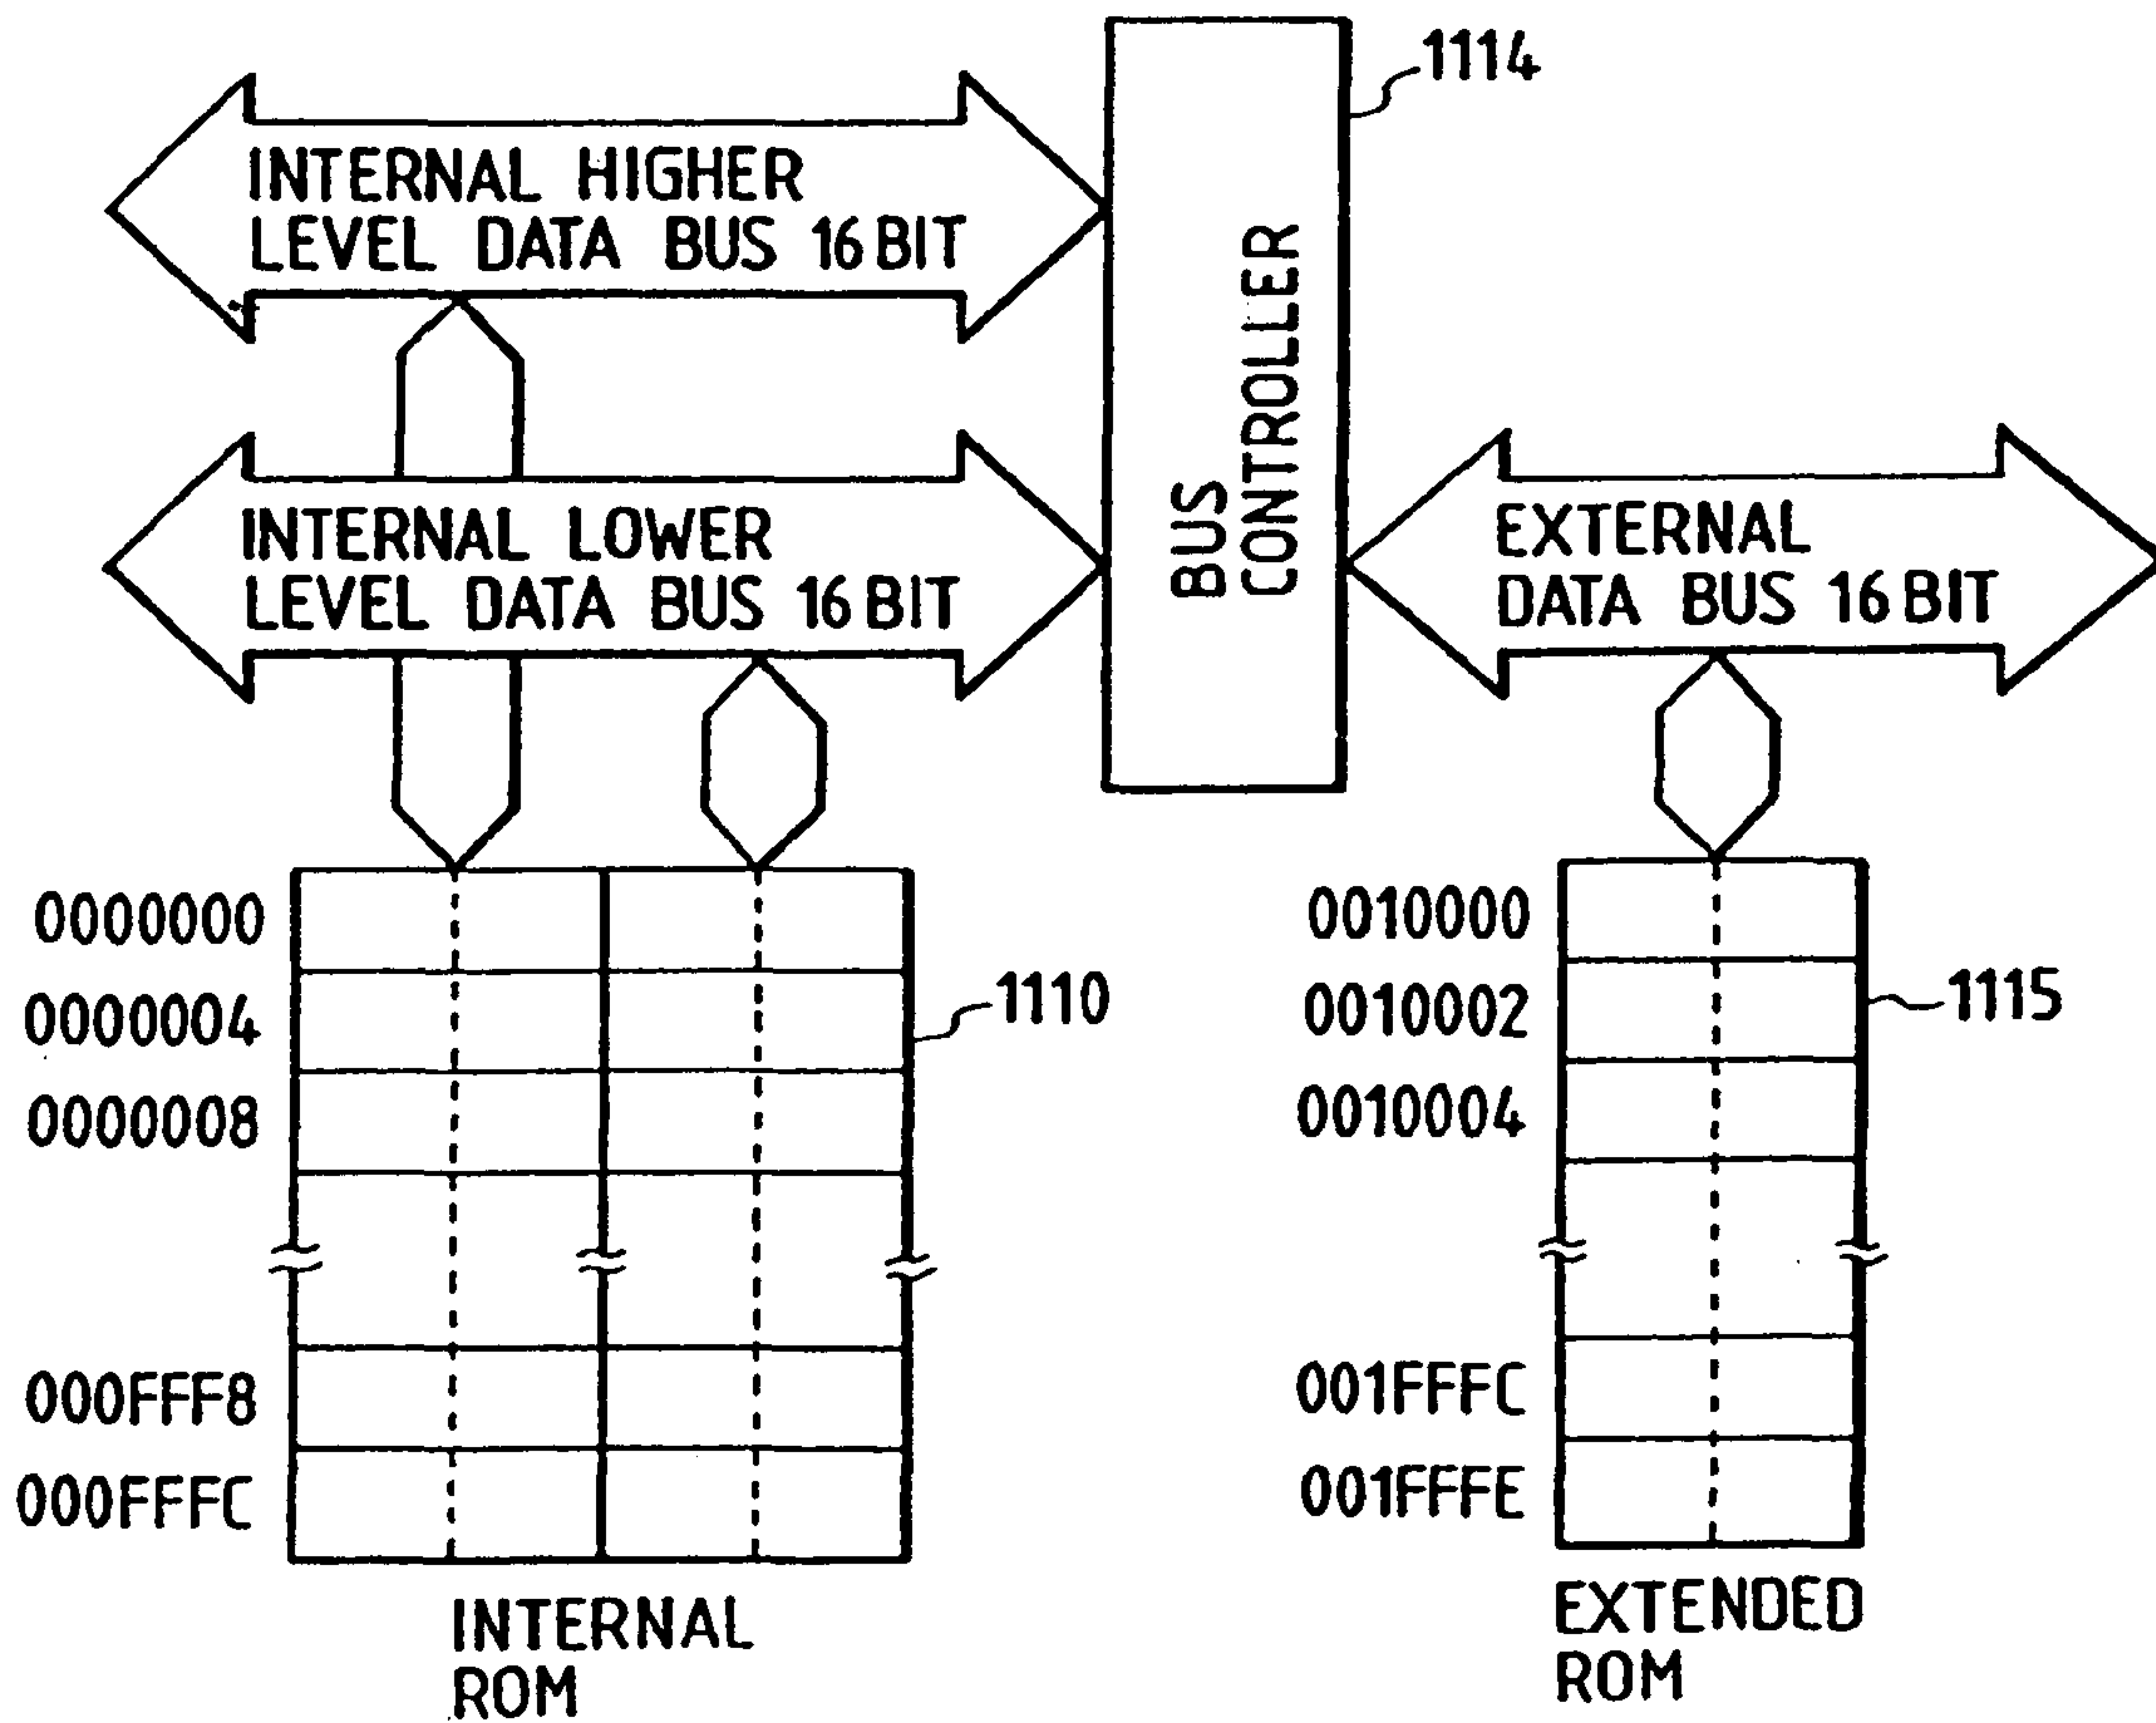 1114
INTERNAL HIGHER
LEVEL DATA BUS 16 BIT
BUS
CONTROLLER
INTERNAL LOWER
LEVEL DATA BUS 16 BIT
EXTERNAL
DATA BUS 16 BIT
0000000
0000004
0000008
000FFF8
000FFFC
1110
INTERNAL
ROM
0010000
0010002
0010004
001FFFC
001FFFE
1115
EXTENDED
ROM